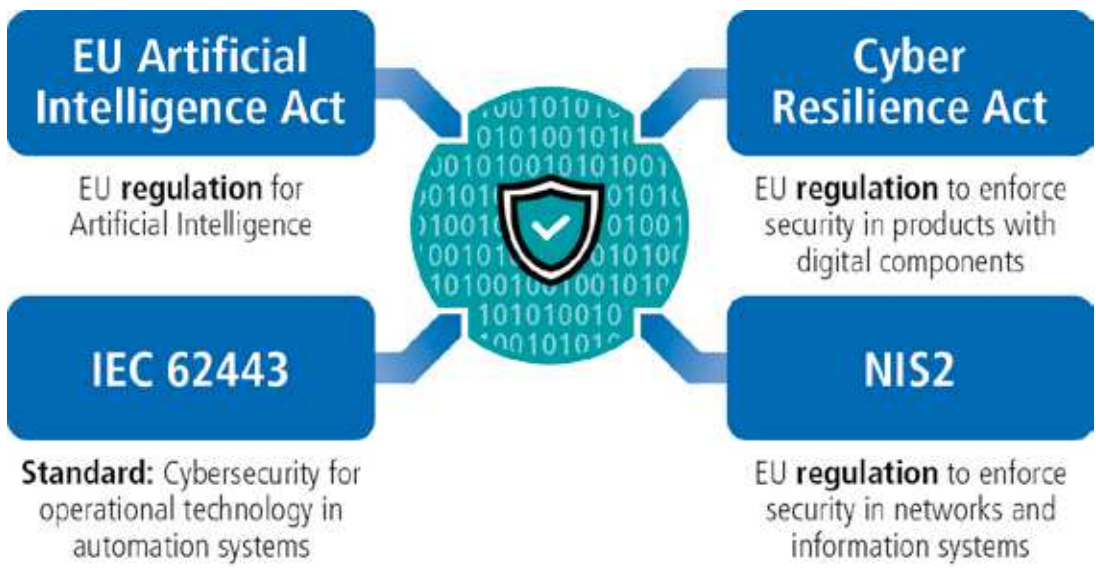 EU Artificial
Intelligence Act
EU regulation for
Artificial Intelligence
Cyber
Resilience Act
EU regulation to enforce
security in products with
digital components
IEC 62443
Standard: Cybersecurity for
operational technology in
automation systems
NIS2
EU regulation to enforce
security in networks and
information systems